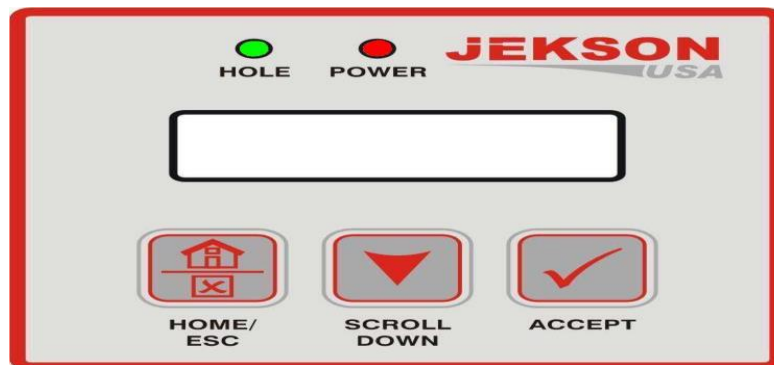 JEKSON
USA
HOLE POWER
HOME/
ESC
SCROLL
DOWN
ACCEPT